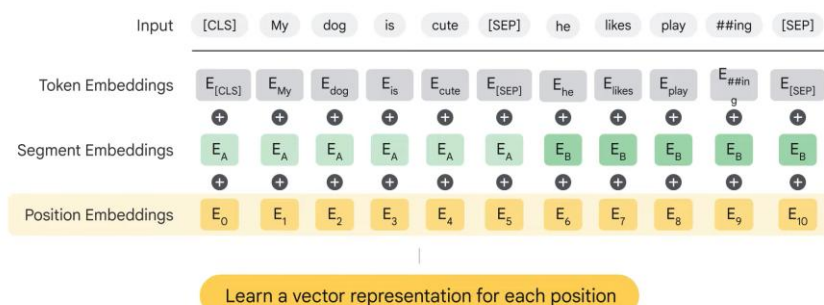 Input [CLS] My dog is cute [SEP] he likes play ##ing [SEP]
Token Embeddings E[CLS] EMy Edog Eis Ecute E[SEP] Ehe Elikes Eplay E##ing E[SEP]
+ + + + + + + + + + +
Segment Embeddings EA EA EA EA EA EA EB EB EB EB EB
+ + + + + + + + + + +
Position Embeddings E0 E1 E2 E3 E4 E5 E6 E7 E8 E9 E10
Learn a vector representation for each position